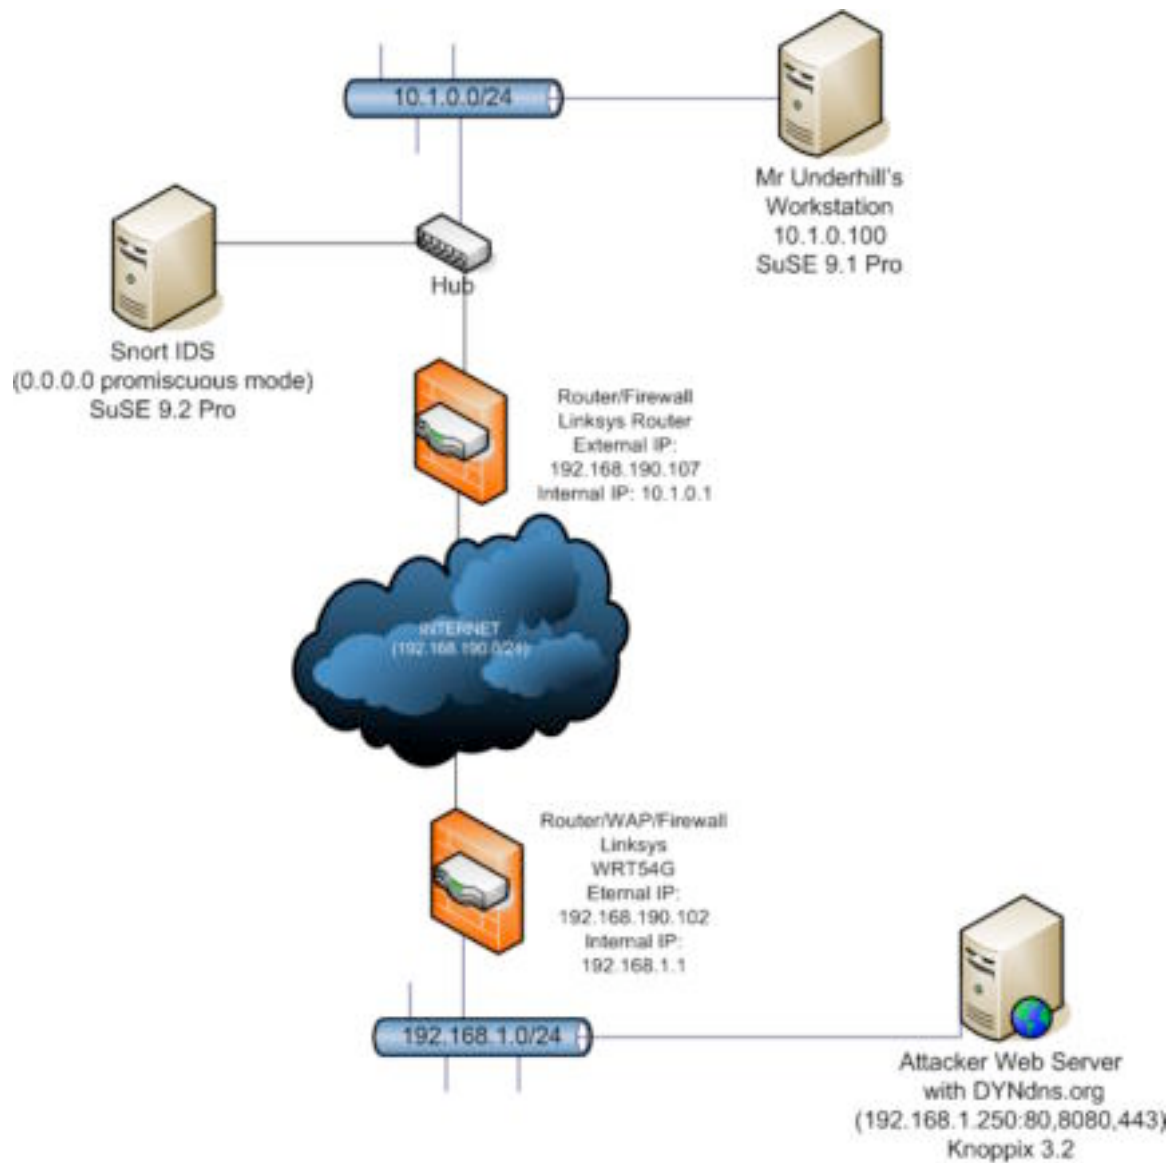 10.1.0.0/24
Mr Underhill's
Workstation
10.1.0.100
SuSE 9.1 Pro
Hub
Snort IDS
(0.0.0.0 promiscuous mode)
SuSE 9.2 Pro
Router/Firewall
Linksys Router
External IP:
192.168.190.107
Internal IP: 10.1.0.1
INTERNET
(192.168.190.0/24)
Router/WAP/Firewall
Linksys
WRT54G
Eternal IP:
192.168.190.102
Internal IP:
192.168.1.1
192.168.1.0/24
Attacker Web Server
with DYNdns.org
(192.168.1.250:80,8080,443)
Knoppix 3.2